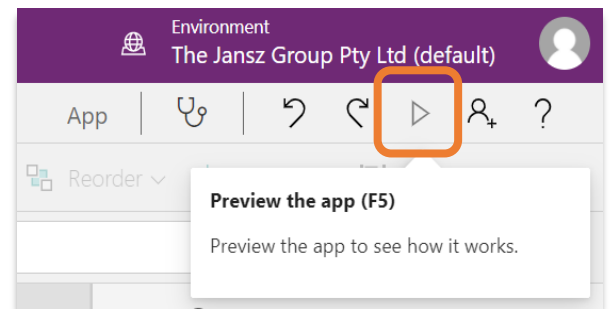 Environment
The Jansz Group Pty Ltd (default)
App
?
Reorder
Preview the app (F5)
Preview the app to see how it works.